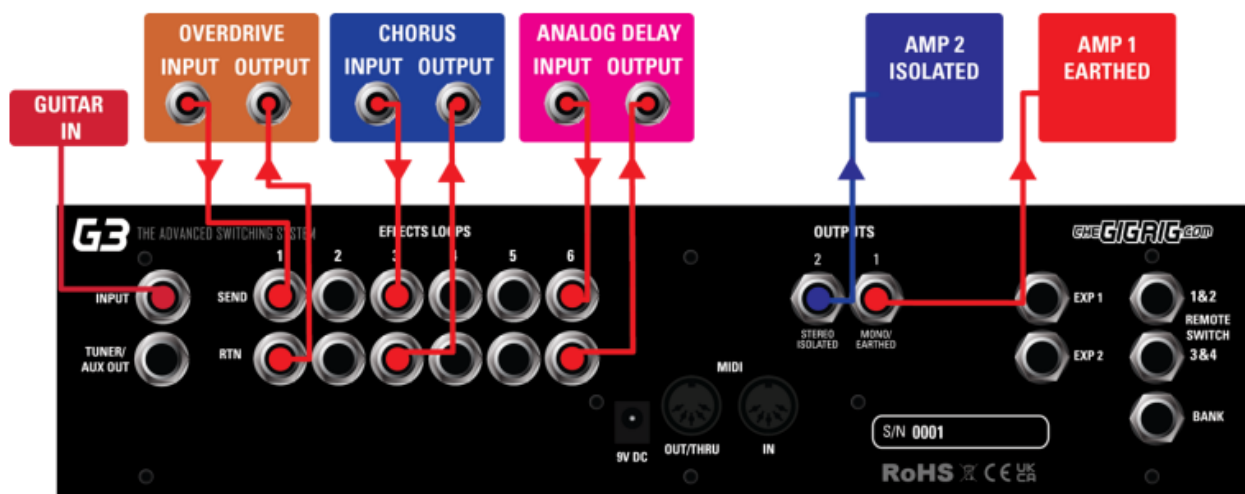 OVERDRIVE
INPUT OUTPUT
CHORUS
INPUT OUTPUT
ANALOG DELAY
INPUT OUTPUT
AMP 2
ISOLATED
AMP 1
EARTHED
GUITAR
IN
G3 THE ADVANCED SWITCHING SYSTEM
EFFECTS LOOPS
OUTPUTS
THEGIGRIG.COM
1 2 3 4 5 6
2 1
INPUT
SEND
EXP 1
1&2
REMOTE
SWITCH
STEREO
ISOLATED
MONO/
EARTHED
TUNER/
AUX OUT
RTN
EXP 2
3&4
MIDI
BANK
9V DC
OUT/THRU
IN
S/N 0001
RoHS CE UK
CA